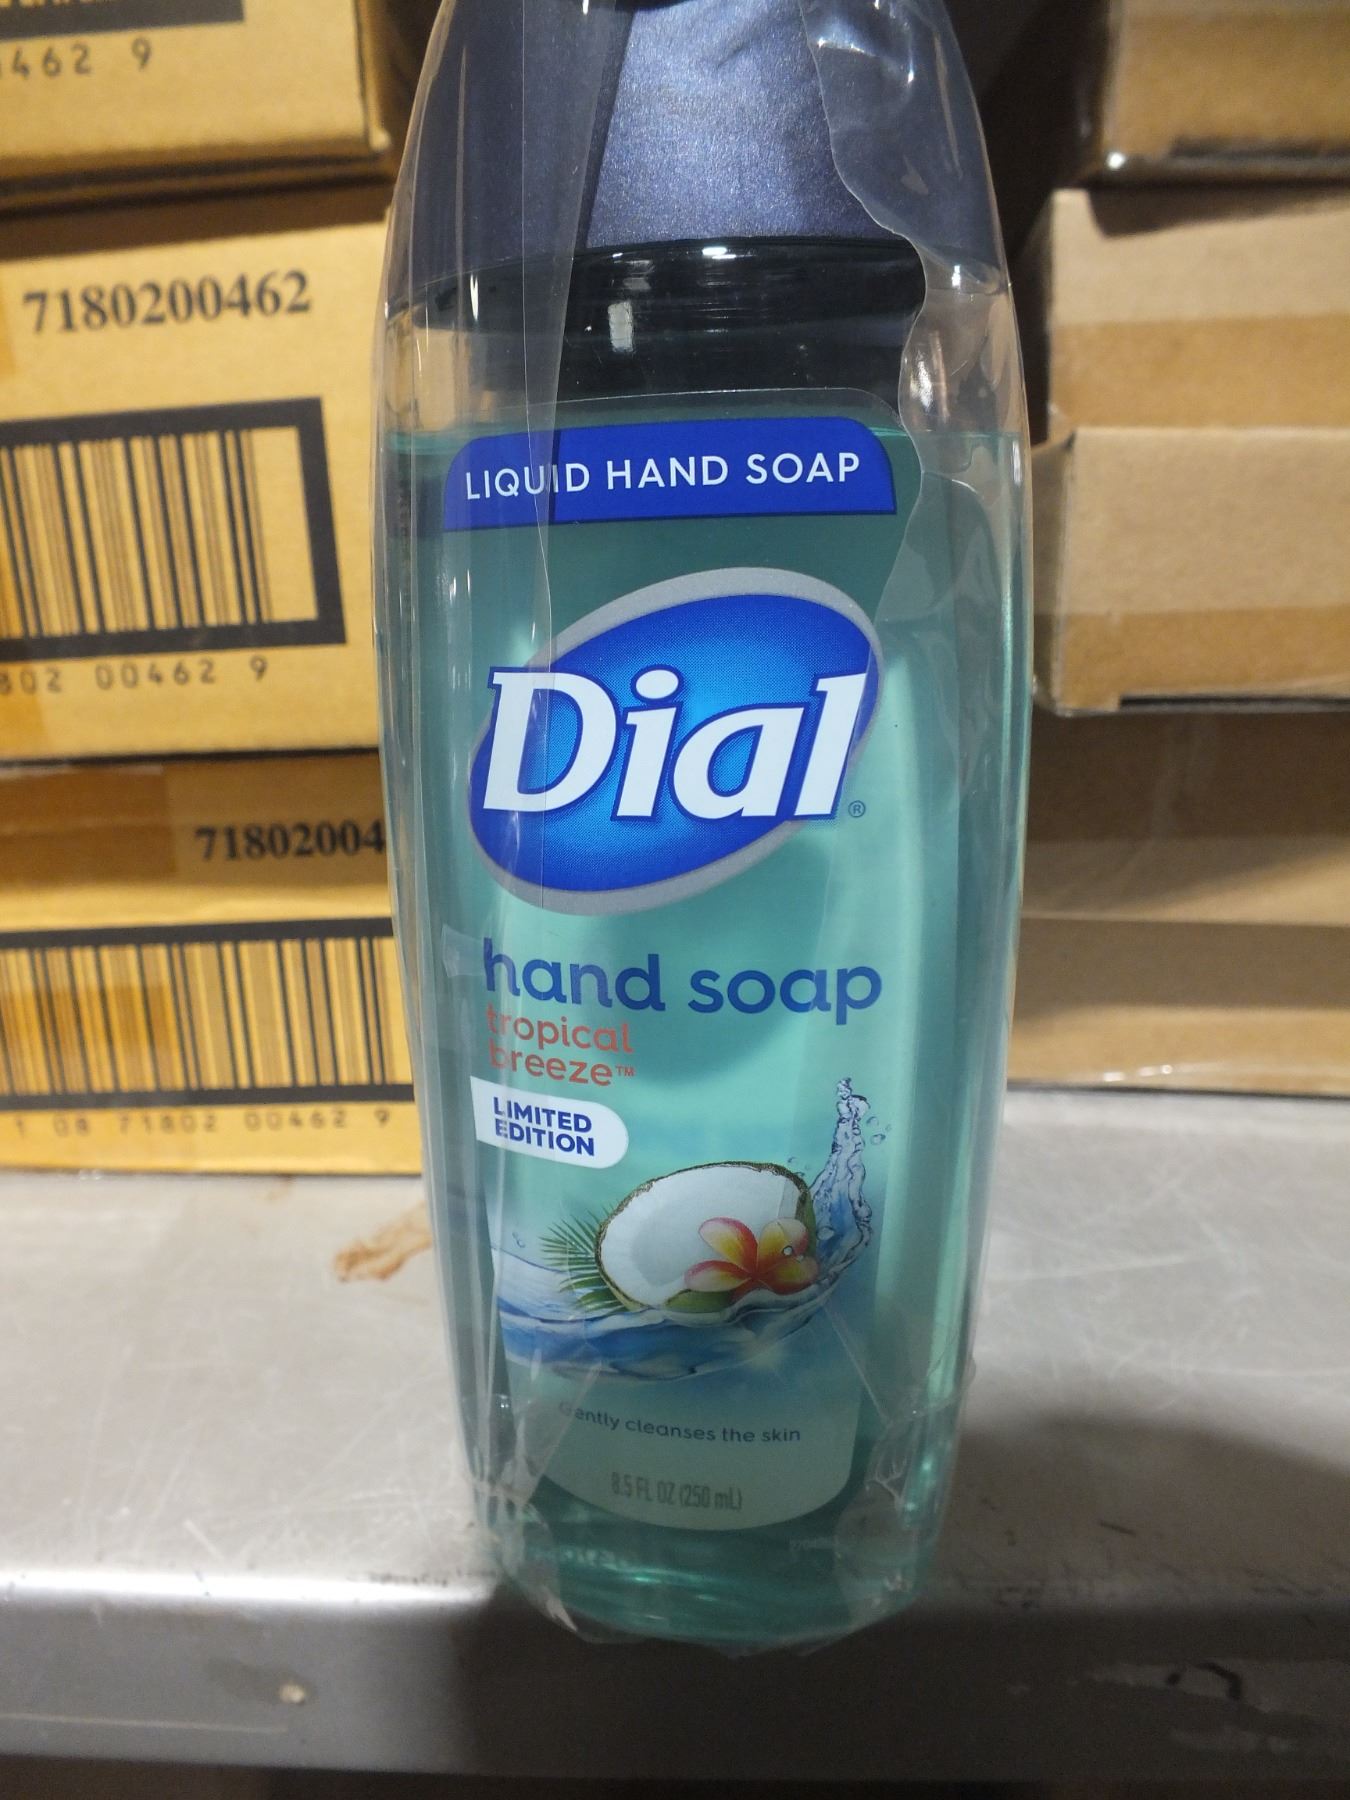 462 9
7180200462
802 00462 9
71802004
1 08 71802 00462 9
LIQUID HAND SOAP
Dial®
hand soap
tropical
breeze™
LIMITED
EDITION
Gently cleanses the skin
8.5 FL OZ (250 mL)